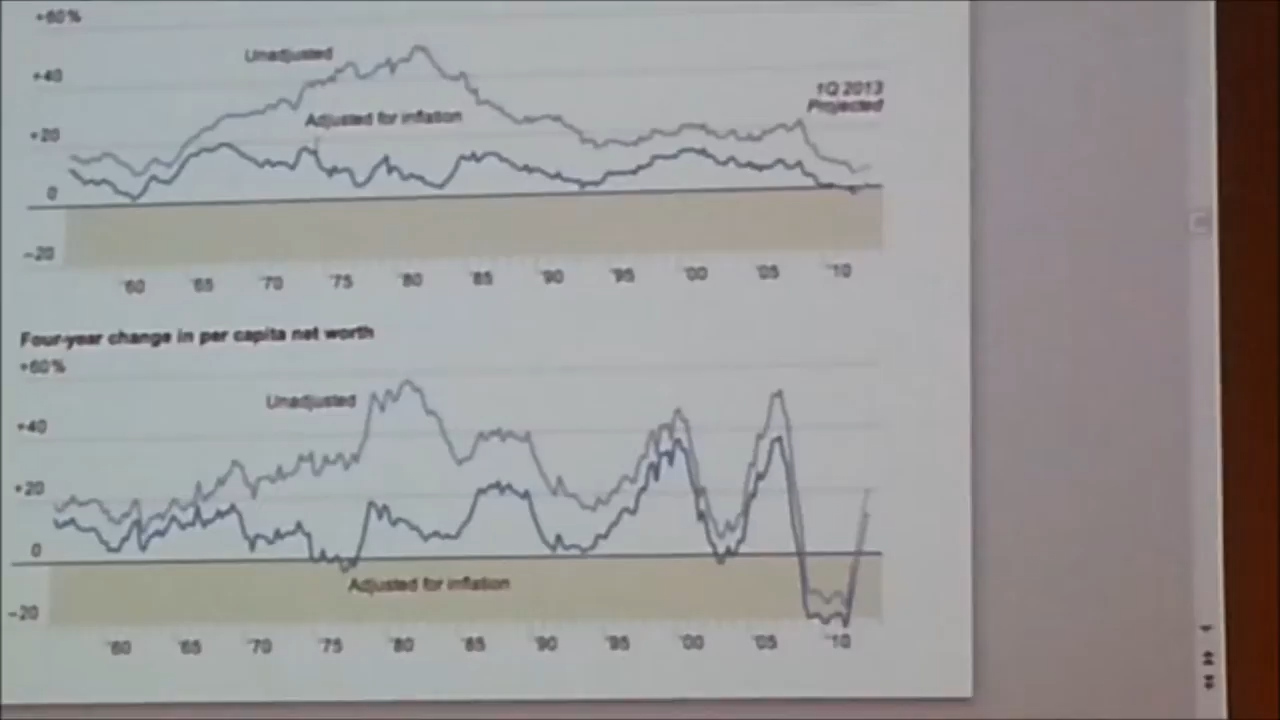 +60%
Unadjusted
+40
1Q 2013
Projected
Adjusted for inflation
+20
0
−20
'60 '65 '70 '75 '80 '85 '90 '95 '00 '05 '10
Four-year change in per capita net worth
+60%
Unadjusted
+40
+20
0
Adjusted for inflation
−20
'60 '65 '70 '75 '80 '85 '90 '95 '00 '05 '10